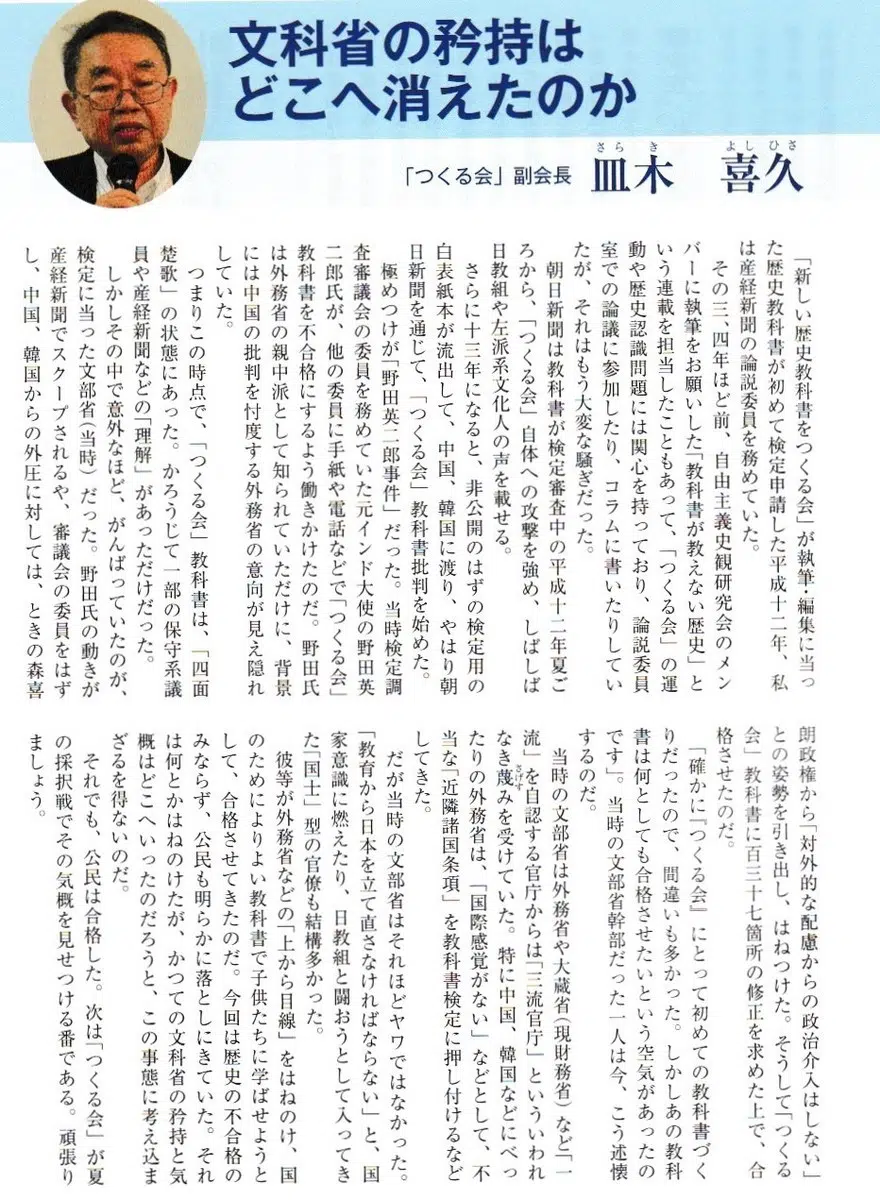 文科省の矜持は
どこへ消えたのか
「つくる会」副会長 皿木 喜久
さらき よしひさ
「新しい歴史教科書をつくる会」が執筆・編集に当っ
た歴史教科書が初めて検定申請した平成十二年、私
は産経新聞の論説委員を務めていた。
その三、四年ほど前、自由主義史観研究会のメン
バーに執筆をお願いした「教科書が教えない歴史」と
いう連載を担当したこともあって、「つくる会」の運
動や歴史認識問題には関心を持っており、論説委員
室での論議に参加したり、コラムに書いたりしてい
たが、それはもう大変な騒ぎだった。
朝日新聞は教科書が検定審査中の平成十二年夏ご
ろから、「つくる会」自体への攻撃を強め、しばしば
日教組や左派系文化人の声を載せる。
さらに十三年になると、非公開のはずの検定用の
白表紙本が流出して、中国、韓国に渡り、やはり朝
日新聞を通じて、「つくる会」教科書批判を始めた。
極めつけが「野田英二郎事件」だった。当時検定調
査審議会の委員を務めていた元インド大使の野田英
二郎氏が、他の委員に手紙や電話などで「つくる会」
教科書を不合格にするよう働きかけたのだ。野田氏
は外務省の親中派として知られていただけに、背景
には中国の批判を忖度する外務省の意向が見え隠れ
していた。
つまりこの時点で、「つくる会」教科書は、「四面
楚歌」の状態にあった。かろうじて一部の保守系議
員や産経新聞などの「理解」があっただけだった。
しかしその中で意外なほど、がんばっていたのが、
検定に当った文部省(当時)だった。野田氏の動きが
産経新聞でスクープされるや、審議会の委員をはず
し、中国、韓国からの外圧に対しては、ときの森喜
朗政権から「対外的な配慮からの政治介入はしない」
との姿勢を引き出し、はねつけた。そうして「つくる
会」教科書に百三十七箇所の修正を求めた上で、合
格させたのだ。
「確かに『つくる会』にとって初めての教科書づく
りだったので、間違いも多かった。しかしあの教科
書は何としても合格させたいという空気があったの
です」。当時の文部省幹部だった一人は今、こう述懐
するのだ。
当時の文部省は外務省や大蔵省(現財務省)など「一
流」を自認する官庁からは「三流官庁」といういわれ
なき蔑みを受けていた。特に中国、韓国などにべっ
さげす
たりの外務省は、「国際感覚がない」などとして、不
当な「近隣諸国条項」を教科書検定に押し付けるなど
してきた。
だが当時の文部省はそれほどヤワではなかった。
「教育から日本を立て直さなければならない」と、国
家意識に燃えたり、日教組と闘おうとして入ってき
た「国士」型の官僚も結構多かった。
彼等が外務省などの「上から目線」をはねのけ、国
のためによりよい教科書で子供たちに学ばせようと
して、合格させてきたのだ。今回は歴史の不合格の
みならず、公民も明らかに落としにきていた。それ
は何とかはねのけたが、かつての文科省の矜持と気
概はどこへいったのだろうと、この事態に考え込ま
ざるを得ないのだ。
それでも、公民は合格した。次は「つくる会」が夏
の採択戦でその気概を見せつける番である。頑張り
ましょう。